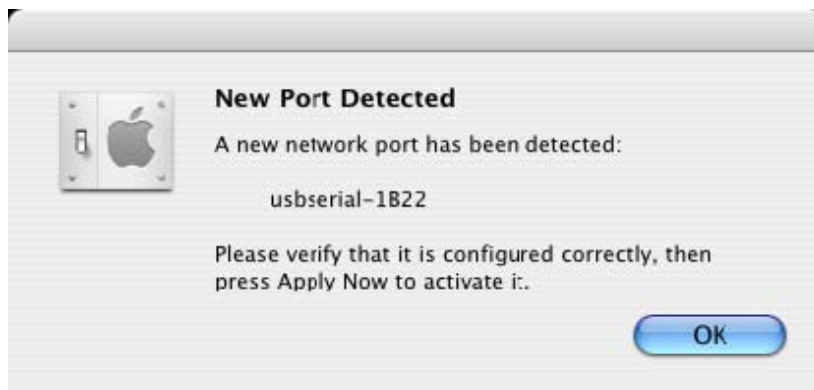 New Port Detected
A new network port has been detected:
usbserial-1B22
Please verify that it is configured correctly, then
press Apply Now to activate it.
OK